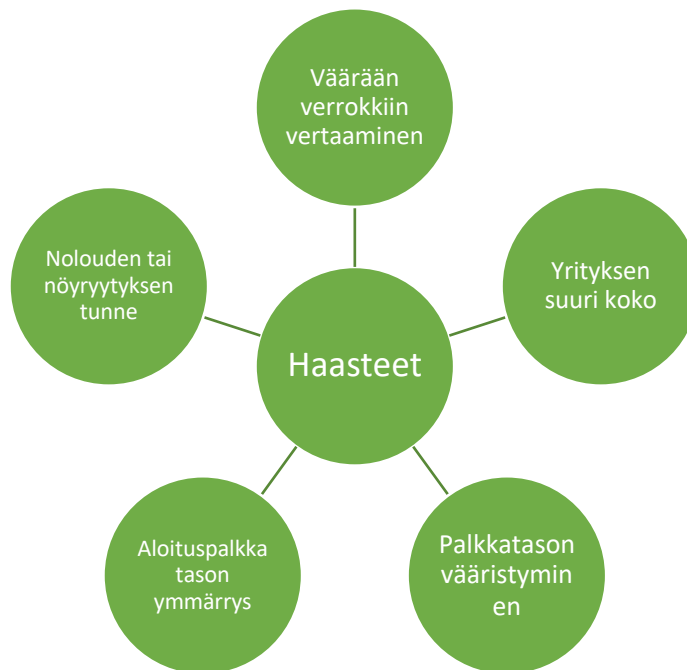 Väärään
verrokkiin
vertaaminen
Nolouden tai
nöyryytyksen
tunne
Yrityksen
suuri koko
Haasteet
Aloituspalkka
tason
ymmärrys
Palkkatason
vääristymin
en